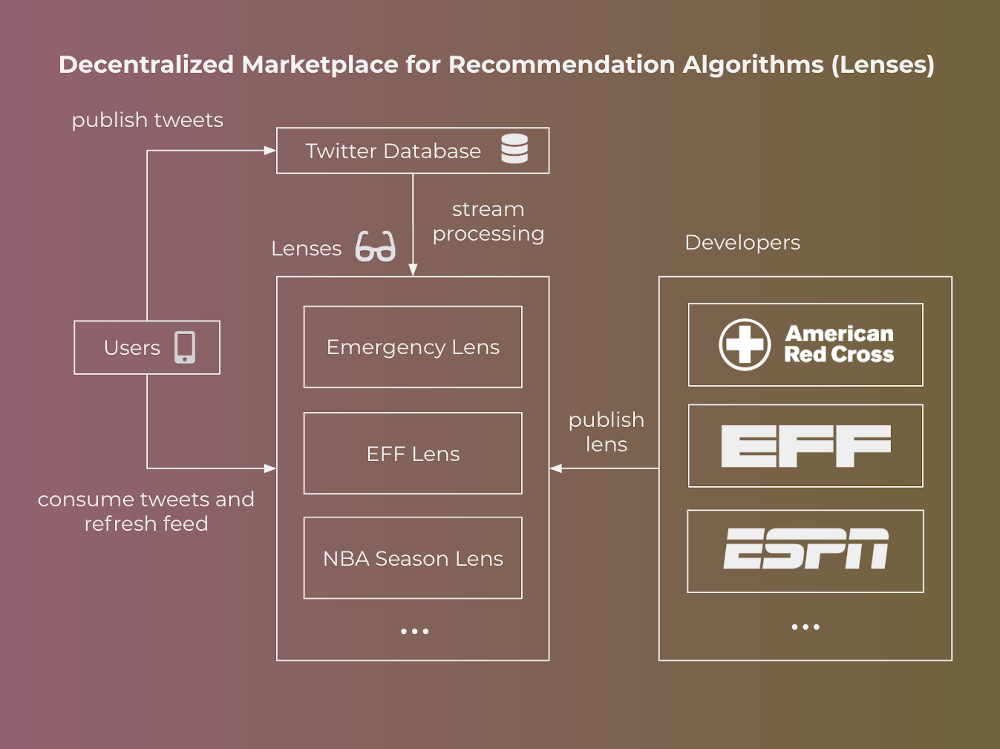 Decentralized Marketplace for Recommendation Algorithms (Lenses)
publish tweets
Twitter Database
stream
processing
Lenses
Developers
Users
Emergency Lens
American
Red Cross
publish
lens
EFF Lens
EFF
consume tweets and
refresh feed
NBA Season Lens
ESPN
...
...